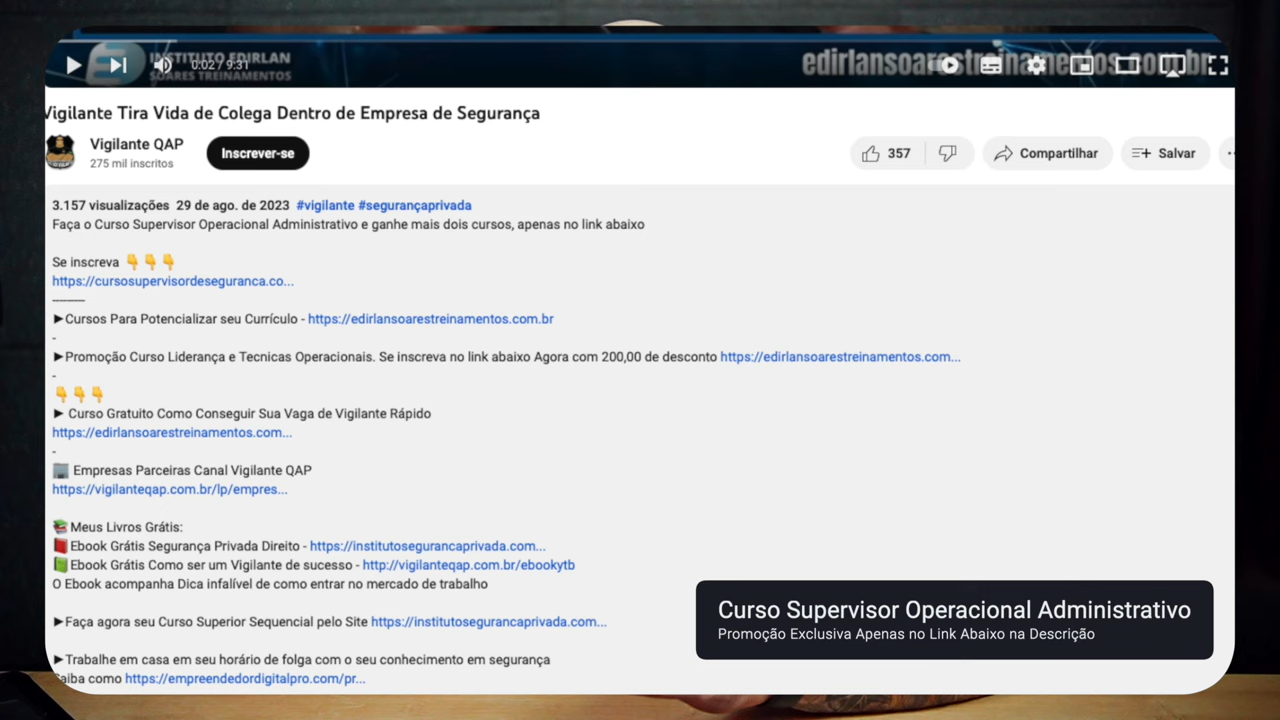 INSTITUTO EDIRLAN
SOARES TREINAMENTOS
0:02 / 9:31
edirlansoarestreinamentos.com.br
Vigilante Tira Vida de Colega Dentro de Empresa de Segurança
Vigilante QAP
275 mil inscritos
Inscrever-se
357
Compartilhar
Salvar
3.157 visualizações 29 de ago. de 2023 #vigilante #segurançaprivada
Faça o Curso Supervisor Operacional Administrativo e ganhe mais dois cursos, apenas no link abaixo
Se inscreva 👇👇👇
https://cursosupervisordeseguranca.co...
-----------
►Cursos Para Potencializar seu Currículo - https://edirlansoarestreinamentos.com.br
-
►Promoção Curso Liderança e Tecnicas Operacionais. Se inscreva no link abaixo Agora com 200,00 de desconto https://edirlansoarestreinamentos.com...
-
👇👇👇
► Curso Gratuito Como Conseguir Sua Vaga de Vigilante Rápido
https://edirlansoarestreinamentos.com...
-
🏢 Empresas Parceiras Canal Vigilante QAP
https://vigilanteqap.com.br/lp/empres...
📚 Meus Livros Grátis:
📕 Ebook Grátis Segurança Privada Direito - https://institutosegurancaprivada.com...
📗 Ebook Grátis Como ser um Vigilante de sucesso - http://vigilanteqap.com.br/ebookytb
O Ebook acompanha Dica infalível de como entrar no mercado de trabalho
►Faça agora seu Curso Superior Sequencial pelo Site https://institutosegurancaprivada.com...
►Trabalhe em casa em seu horário de folga com o seu conhecimento em segurança
Saiba como https://empreendedordigitalpro.com/pr...
Curso Supervisor Operacional Administrativo
Promoção Exclusiva Apenas no Link Abaixo na Descrição